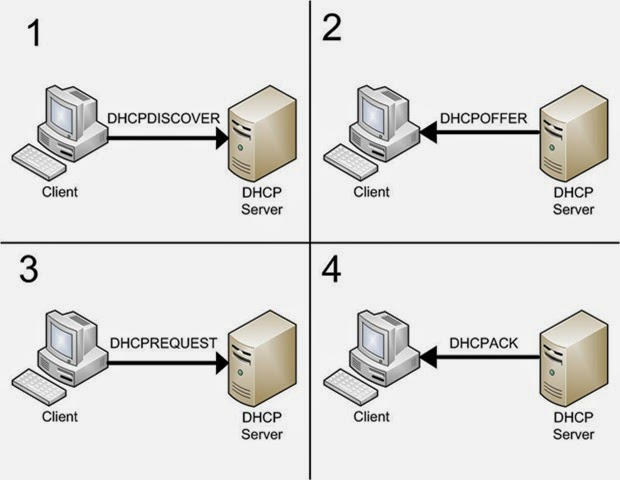 1
DHCPDISCOVER
Client
DHCP
Server
2
DHCPOFFER
Client
DHCP
Server
3
DHCPREQUEST
Client
DHCP
Server
4
DHCPACK
Client
DHCP
Server